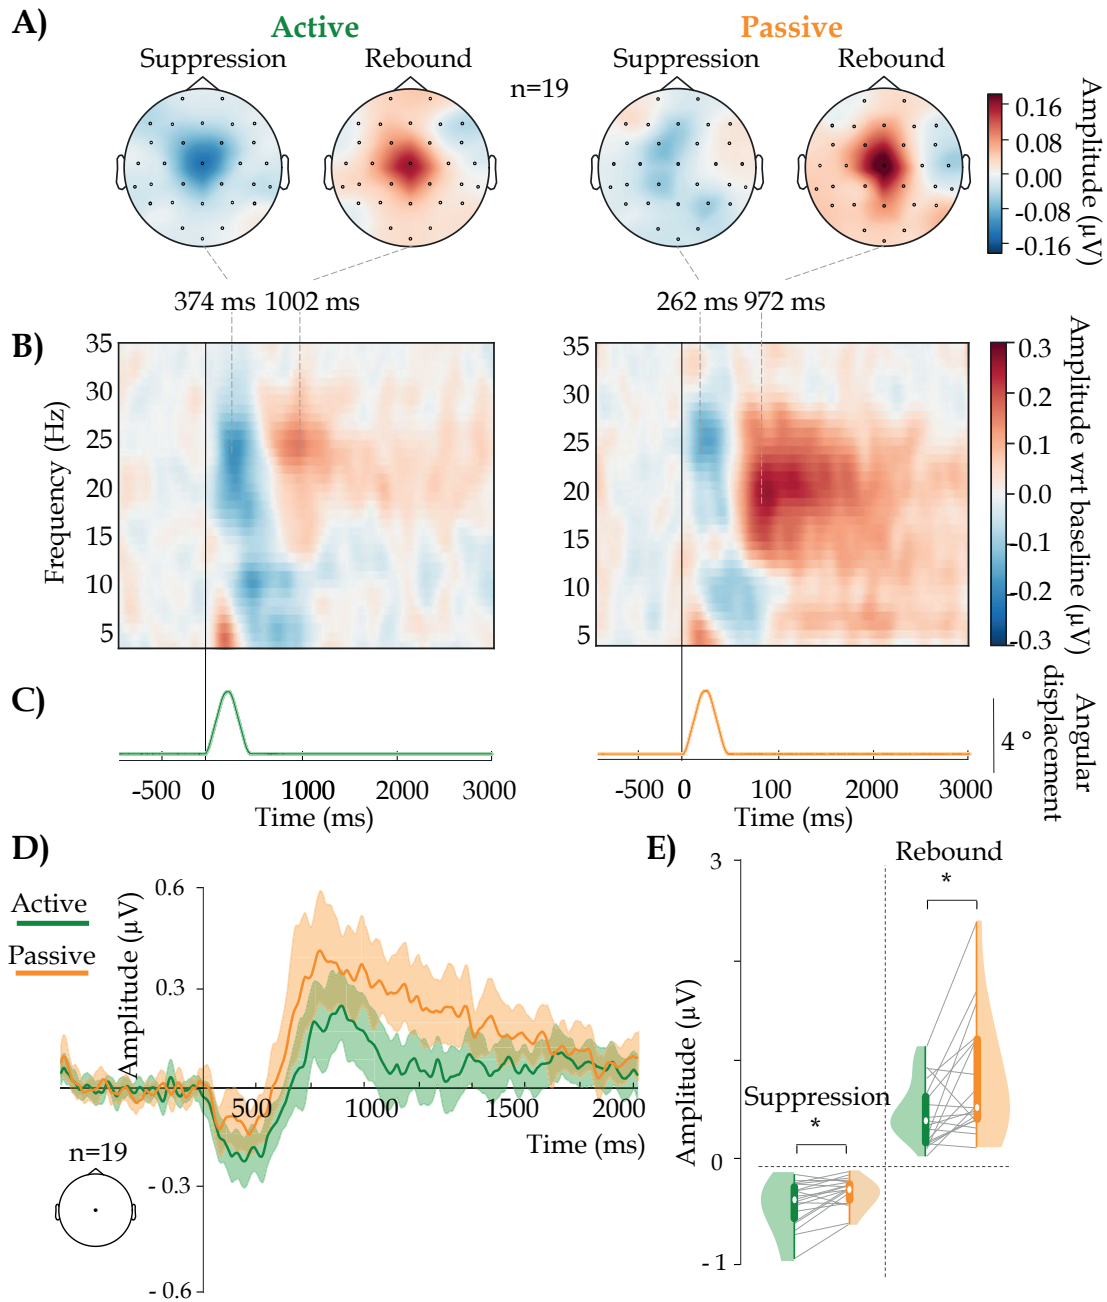 A)
Active
Passive
Suppression
Rebound
n=19
Suppression
Rebound
0.16
0.08
0.00
-0.08
-0.16
Amplitude (µV)
374 ms
1002 ms
262 ms
972 ms
B)
35
30
25
20
15
10
5
Frequency (Hz)
35
30
25
20
15
10
5
0.3
0.2
0.1
0.0
-0.1
-0.2
-0.3
Amplitude wrt baseline (µV)
C)
-500
0
1000
2000
3000
Time (ms)
-500
0
100
2000
3000
Time (ms)
4 °
Angular
displacement
D)
Active
Passive
0.6
0.3
- 0.3
- 0.6
Amplitude (µV)
500
1000
1500
2000
Time (ms)
n=19
E)
3
0
- 1
Amplitude (µV)
Suppression
*
Rebound
*